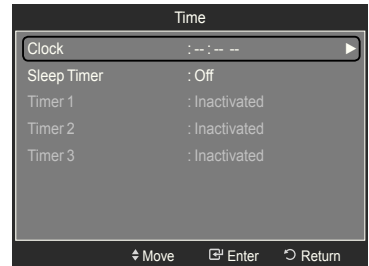 Time
Clock : -- : -- -- ▶
Sleep Timer : Off
Timer 1 : Inactivated
Timer 2 : Inactivated
Timer 3 : Inactivated
Move Enter Return